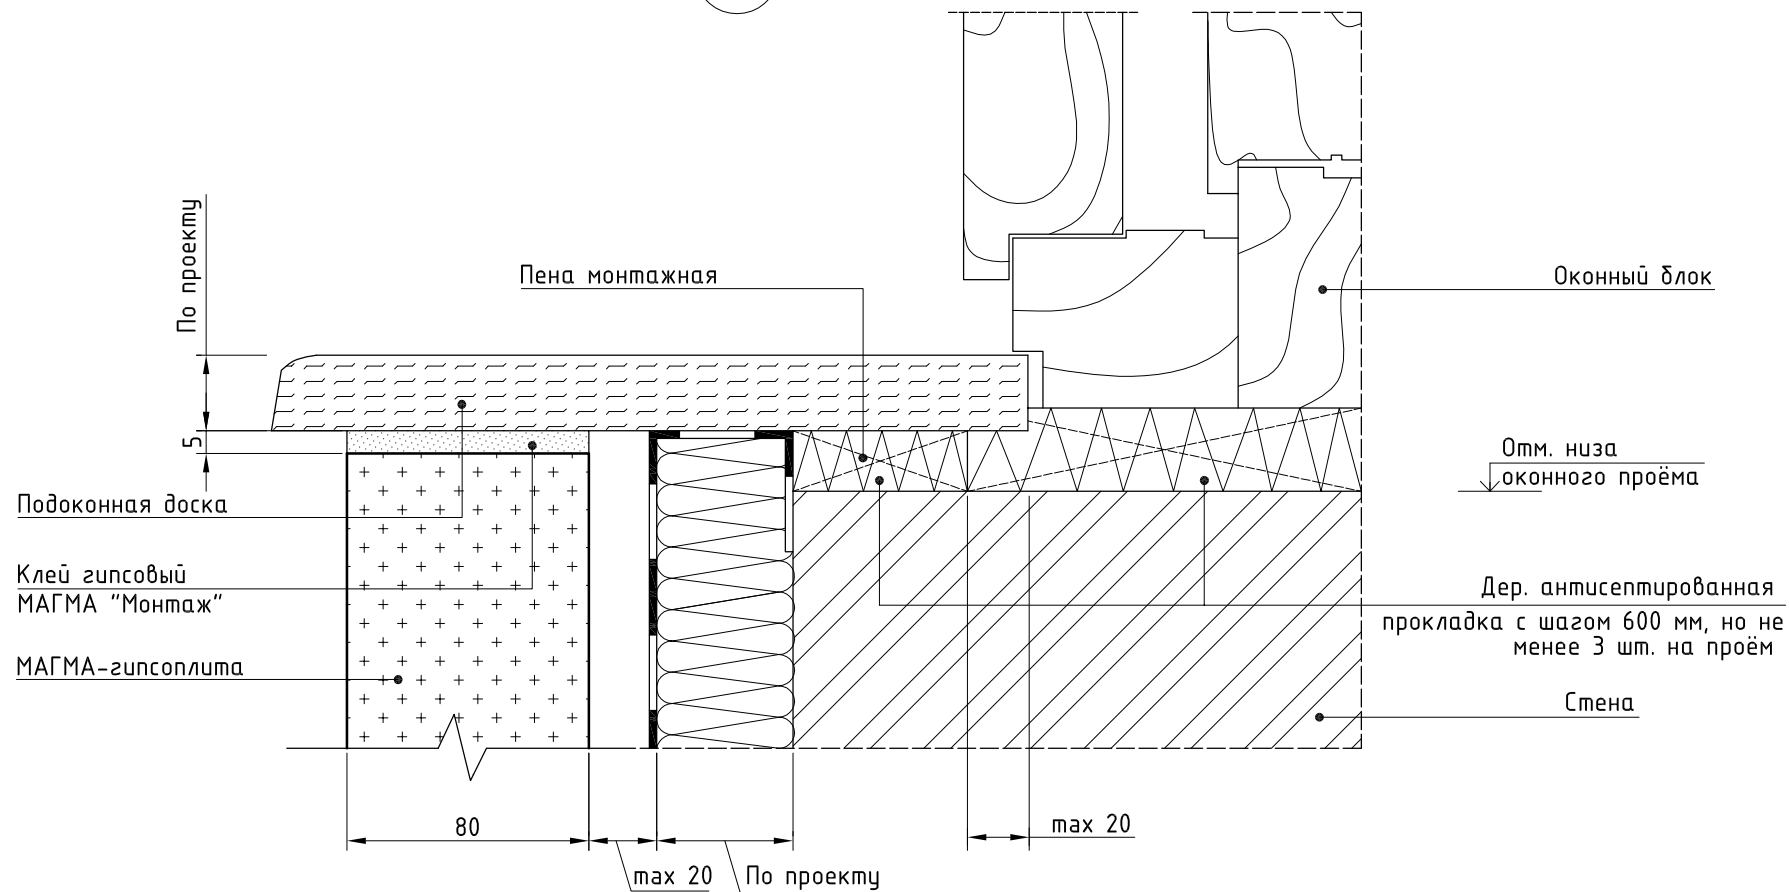 По проекту
Пена монтажная
Оконный блок
5
Отм. низа
оконного проёма
Подоконная доска
Клей гипсовый
МАГМА "Монтаж"
Дер. антисептированная
прокладка с шагом 600 мм, но не
менее 3 шт. на проём
МАГМА-гипсоплита
Стена
80
max 20
max 20
По проекту